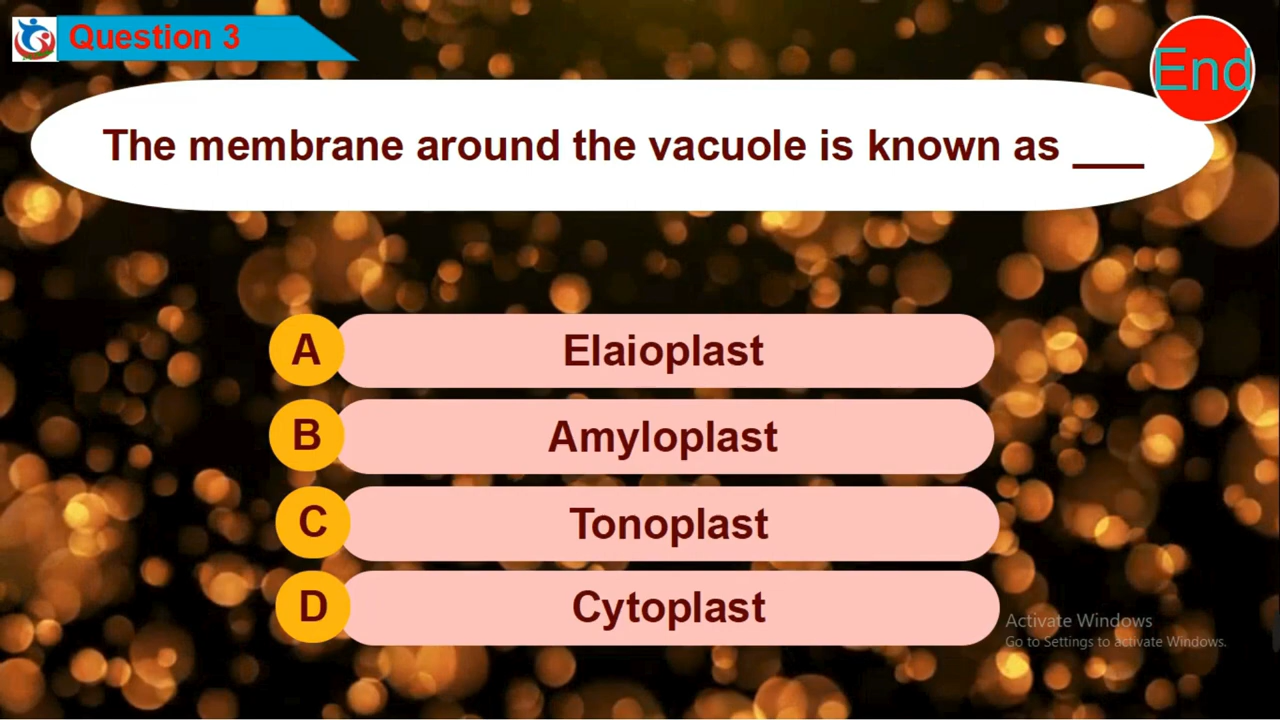 Question 3
End
The membrane around the vacuole is known as ___
A Elaioplast
B Amyloplast
C Tonoplast
D Cytoplast
Activate Windows
Go to Settings to activate Windows.